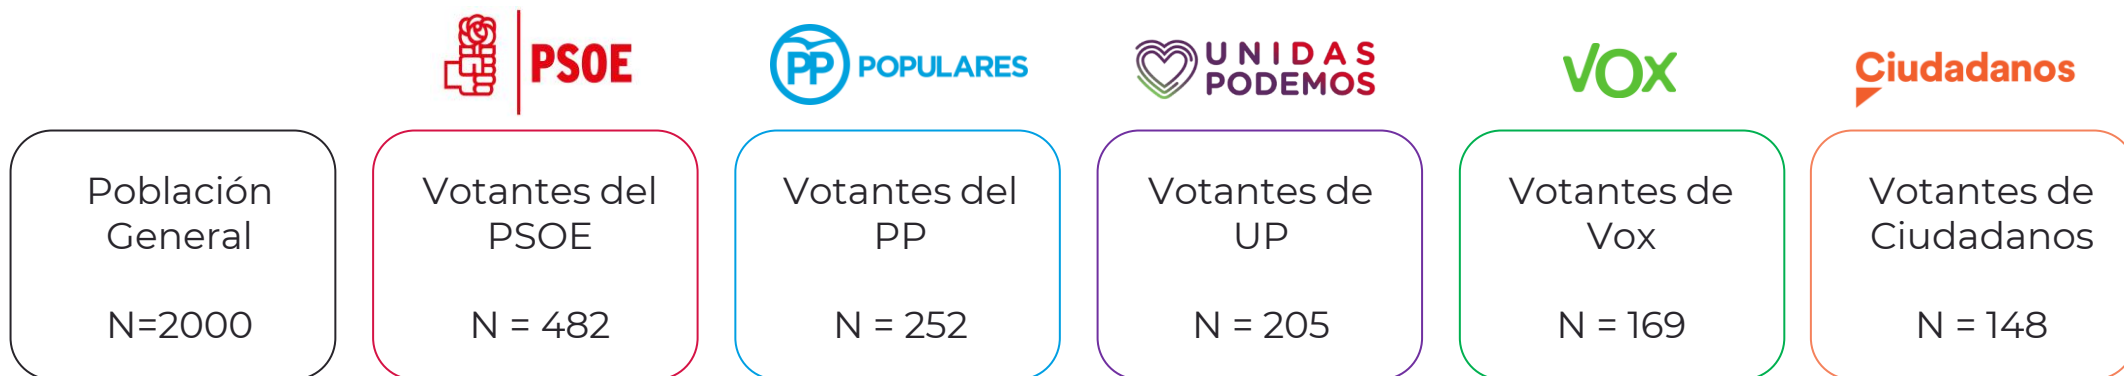 PSOE
PP POPULARES
UNIDAS
PODEMOS
VOX
Ciudadanos
Población
General
N=2000
Votantes del
PSOE
N = 482
Votantes del
PP
N = 252
Votantes de
UP
N = 205
Votantes de
Vox
N = 169
Votantes de
Ciudadanos
N = 148